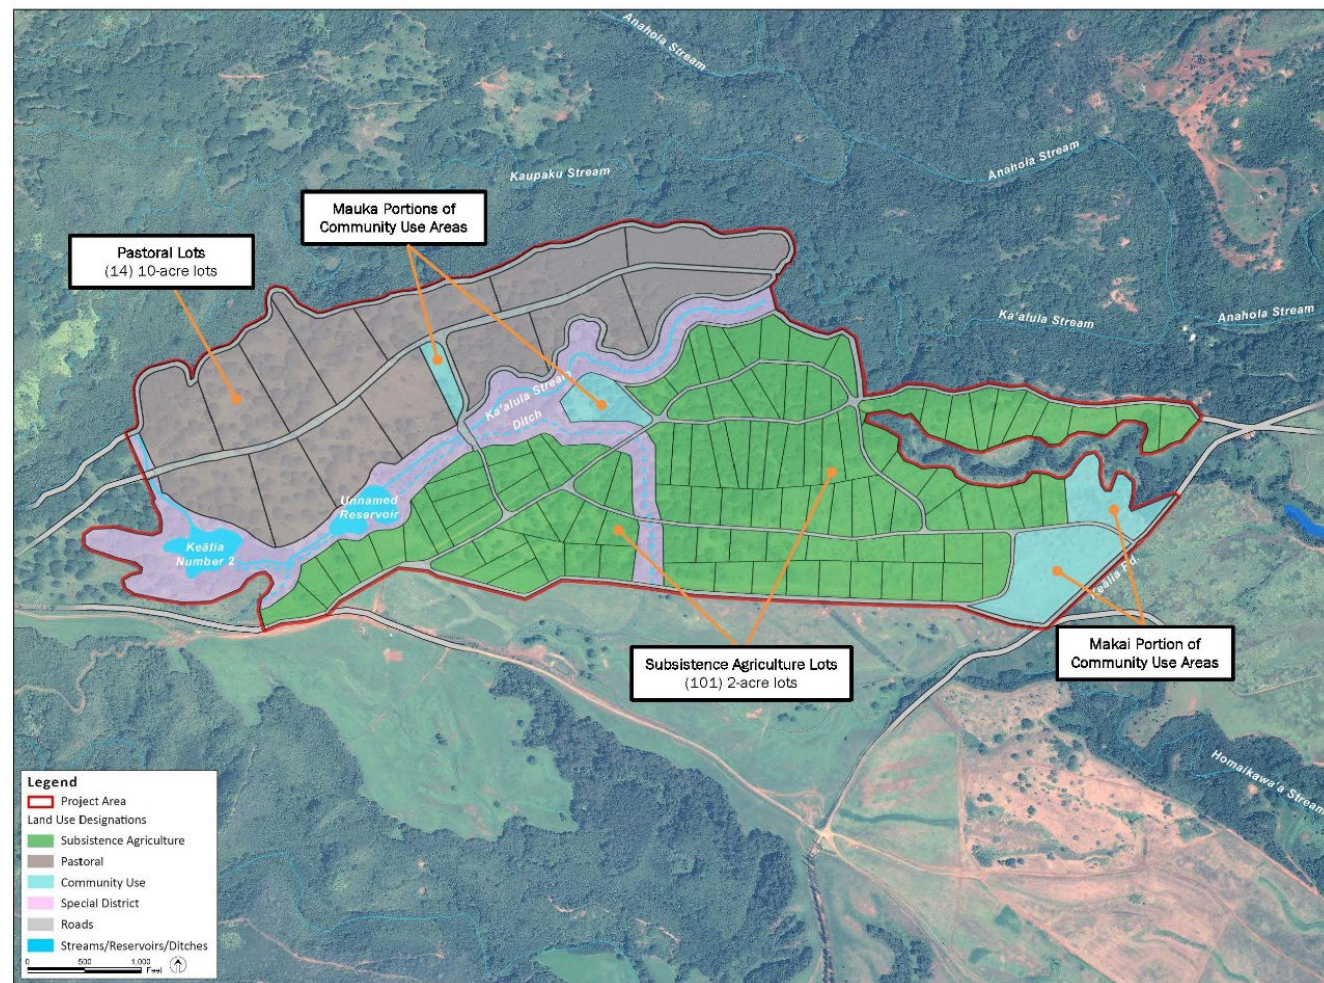 Anahola Stream
Kaupaku Stream
Anahola Stream
Mauka Portions of
Community Use Areas
Pastoral Lots
(14) 10-acre lots
Ka'alula Stream
Anahola Stream
Ka'alula Stream
Ditch
Unnamed
Reservoir
Keālia
Number 2
Keālia Rd.
Subsistence Agriculture Lots
(101) 2-acre lots
Makai Portion of
Community Use Areas
Homaikawa'a Stream
Legend
Project Area
Land Use Designations
Subsistence Agriculture
Pastoral
Community Use
Special District
Roads
Streams/Reservoirs/Ditches
0 500 1,000
Feet